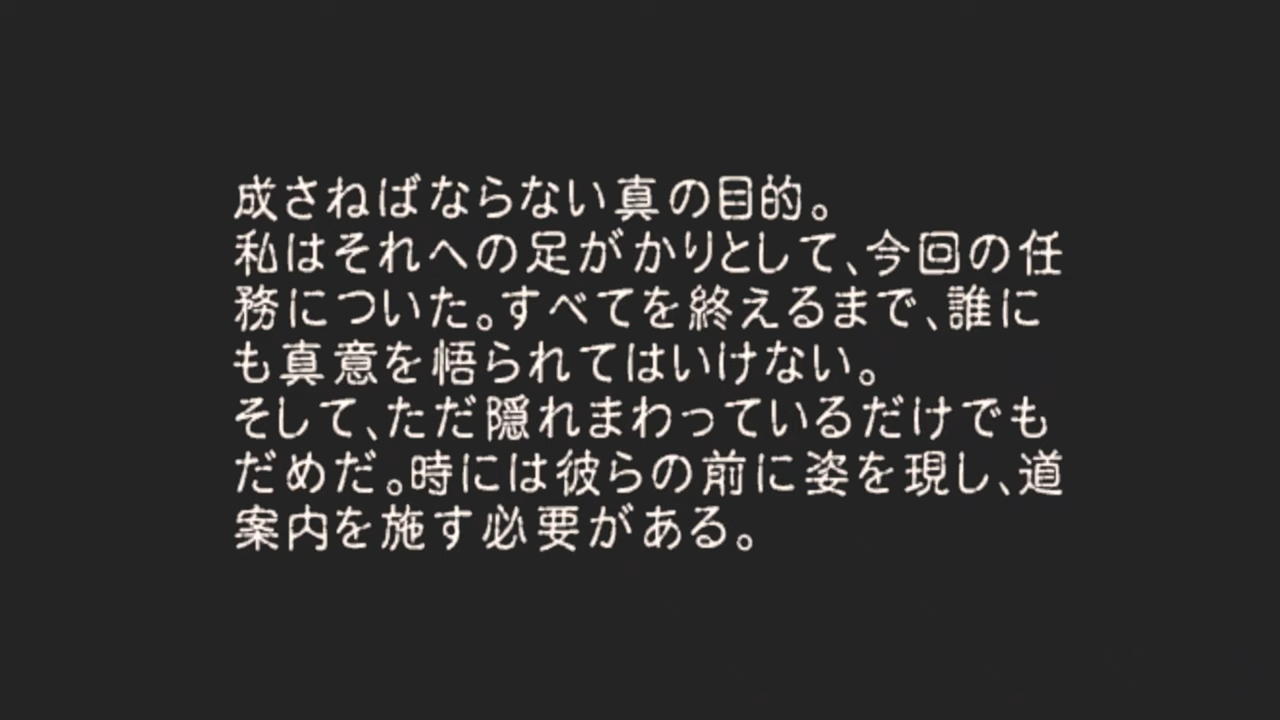 成さねばならない真の目的。
私はそれへの足がかりとして、今回の任
務についた。すべてを終えるまで、誰に
も真意を悟られてはいけない。
そして、ただ隠れまわっているだけでも
だめだ。時には彼らの前に姿を現し、道
案内を施す必要がある。